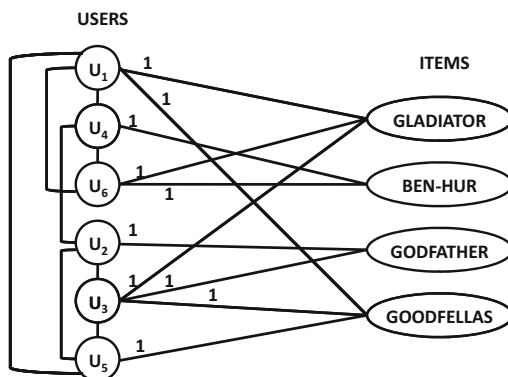 USERS
ITEMS
U1
U4
U6
U2
U3
U5
1
1
1
1
1
1
1
1
1
1
GLADIATOR
BEN-HUR
GODFATHER
GOODFELLAS